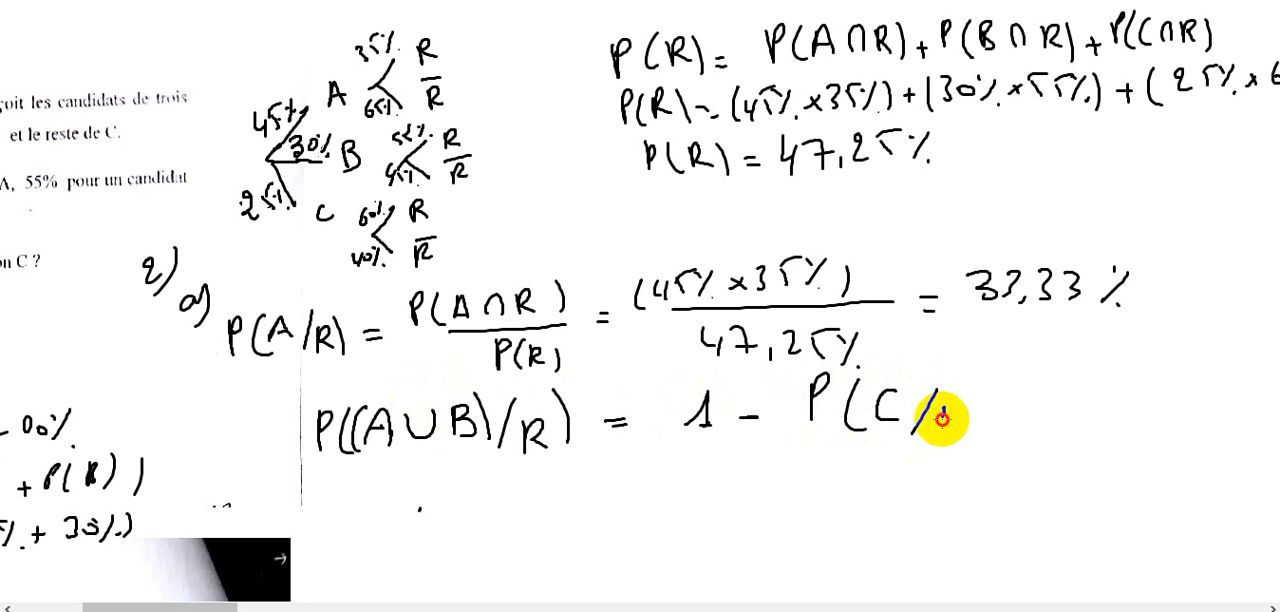 çoit les candidats de trois
et le reste de C.
A, 55% pour un candidat
on C ?
45% A 35% R
65% R̅
30% B 55% R
45% R̅
25% C 60% R
40% R̅
P(R) = P(A∩R) + P(B∩R) + P(C∩R)
P(R) = (45% × 35%) + (30% × 55%) + (25% × 6
P(R) = 47,25%
2) a) P(A/R) = P(A∩R) / P(R) = (45% × 35%) / 47,25% = 33,33 %
P((A∪B)/R) = 1 - P(C/
00%
+ P(B))
% + 30%)